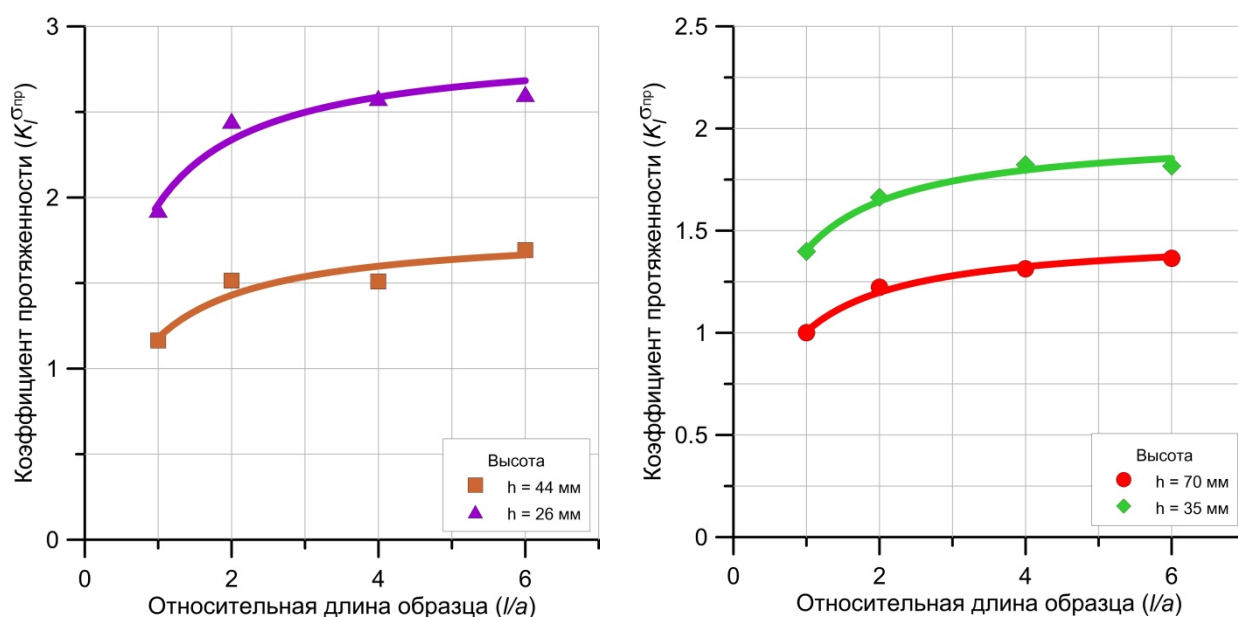 Коэффициент протяженности (K_l^σпр)
3
2
1
0
0
2
4
6
Относительная длина образца (l/a)
Высота
h = 44 мм
h = 26 мм
Коэффициент протяженности (K_l^σпр)
2.5
2
1.5
1
0.5
0
0
2
4
6
Относительная длина образца (l/a)
Высота
h = 70 мм
h = 35 мм